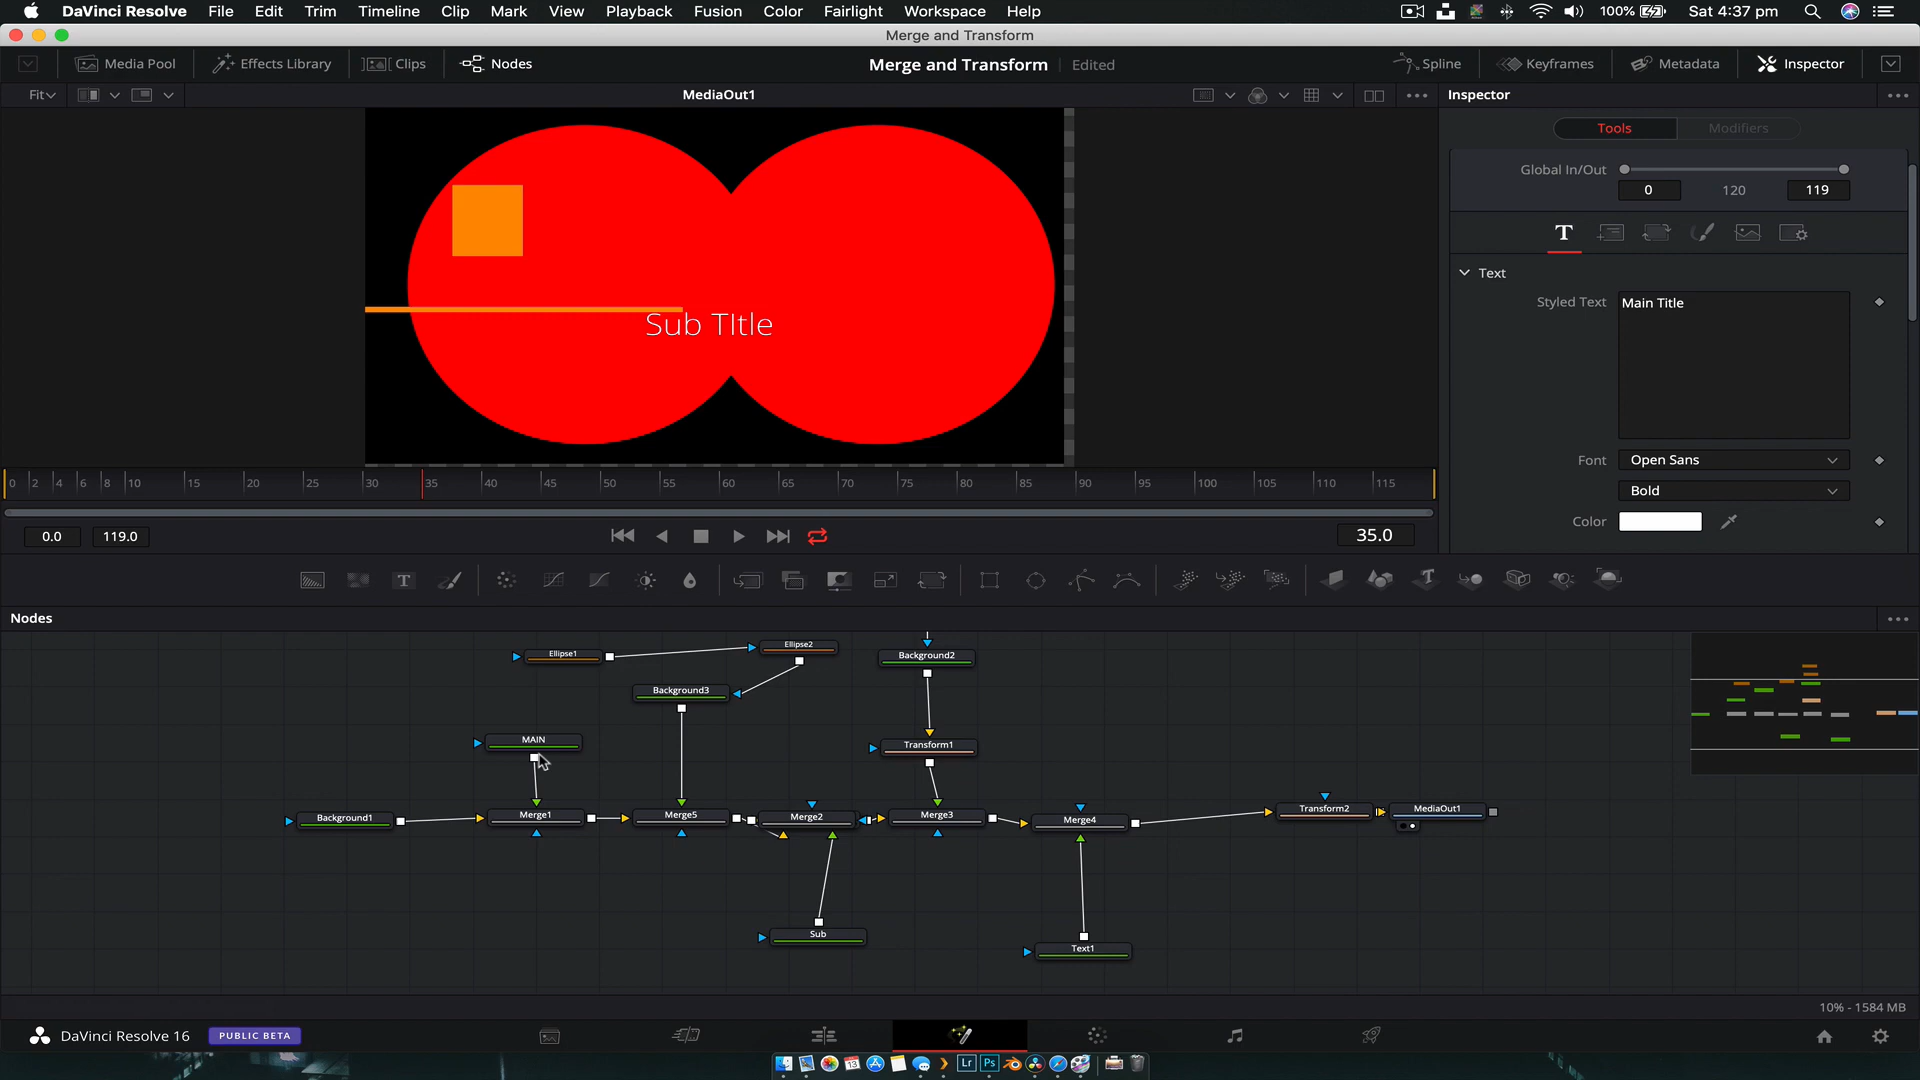 DaVinci Resolve File Edit Trim Timeline Clip Mark View Playback Fusion Color Fairlight Workspace Help 100% Sat 4:37 pm
Merge and Transform
Media Pool Effects Library Clips Nodes Merge and Transform Edited Spline Keyframes Metadata Inspector
Fit MediaOut1 Inspector
Tools Modifiers
Global In/Out
0 120 119
T
Text
Styled Text Main Title
Sub TItle
Font Open Sans
Bold
Color
0 2 4 6 8 10 15 20 25 30 35 40 45 50 55 60 65 70 75 80 85 90 95 100 105 110 115
0.0 119.0 35.0
T T
Nodes
Ellipse1 Ellipse2 Background2
Background3
MAIN Transform1
Background1 Merge1 Merge5 Merge2 Merge3 Merge4 Transform2 MediaOut1
Sub Text1
10% - 1584 MB
DaVinci Resolve 16 PUBLIC BETA
13 Lr Ps